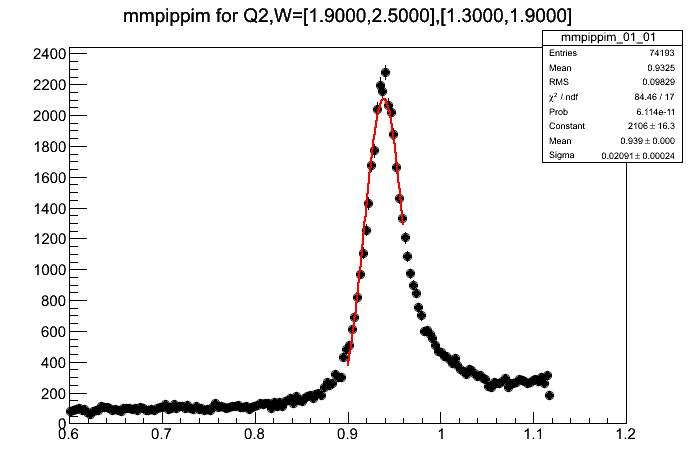 mmpippim for Q2,W=[1.9000,2.5000],[1.3000,1.9000]
mmpippim_01_01
Entries 74193
Mean 0.9325
RMS 0.09829
χ² / ndf 84.46 / 17
Prob 6.114e-11
Constant 2106 ± 16.3
Mean 0.939 ± 0.000
Sigma 0.02091 ± 0.00024
2400
2200
2000
1800
1600
1400
1200
1000
800
600
400
200
0
0.6 0.7 0.8 0.9 1 1.1 1.2